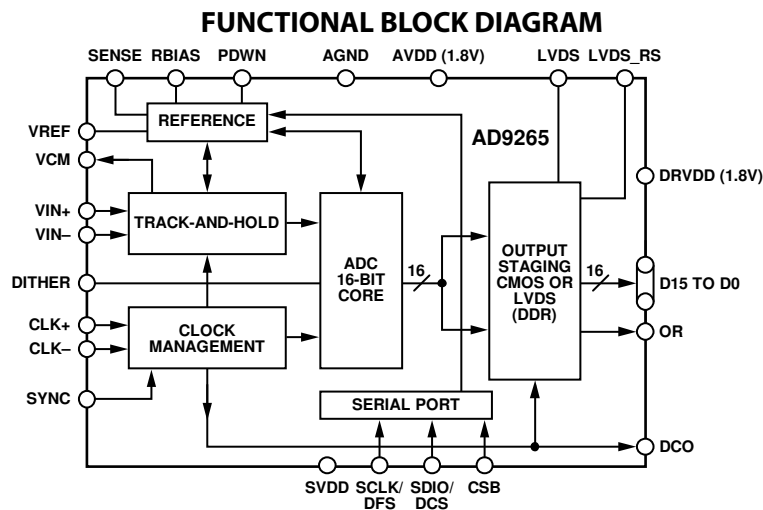 FUNCTIONAL BLOCK DIAGRAM
SENSE RBIAS PDWN AGND AVDD (1.8V) LVDS LVDS_RS
REFERENCE
AD9265
VREF
VCM
DRVDD (1.8V)
VIN+
TRACK-AND-HOLD
VIN–
ADC
16-BIT
CORE
OUTPUT
STAGING
CMOS OR
LVDS
(DDR)
16
16
DITHER
D15 TO D0
CLK+
CLOCK
MANAGEMENT
CLK–
OR
SYNC
SERIAL PORT
DCO
SVDD SCLK/
DFS
SDIO/
DCS
CSB